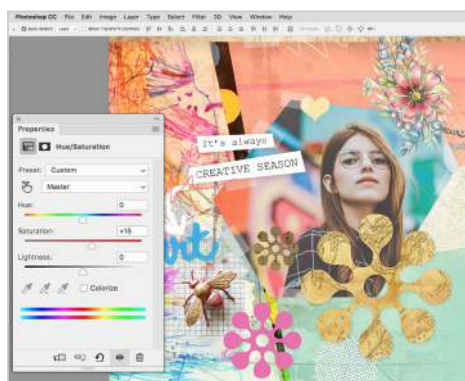 Photoshop CC File Edit Image Layer Type Select Filter 3D View Window Help
Properties
Hue/Saturation
Preset: Custom
Master
Hue: 0
Saturation: +15
Lightness: 0
Colorize
It's always
CREATIVE SEASON
art